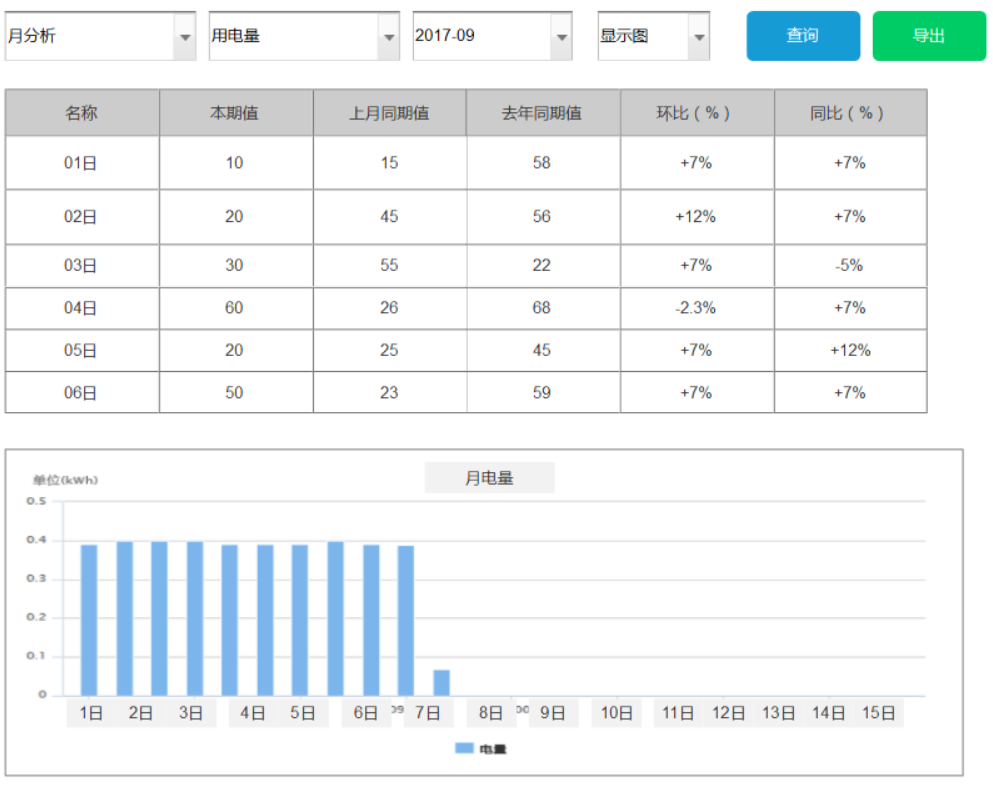 月分析 用电量 2017-09 显示图 查询 导出
名称 本期值 上月同期值 去年同期值 环比（%） 同比（%）
01日 10 15 58 +7% +7%
02日 20 45 56 +12% +7%
03日 30 55 22 +7% -5%
04日 60 26 68 -2.3% +7%
05日 20 25 45 +7% +12%
06日 50 23 59 +7% +7%
月电量
单位(kWh)
0.5
0.4
0.3
0.2
0.1
0
1日 2日 3日 4日 5日 6日 09 7日 8日 00 9日 10日 11日 12日 13日 14日 15日
电量